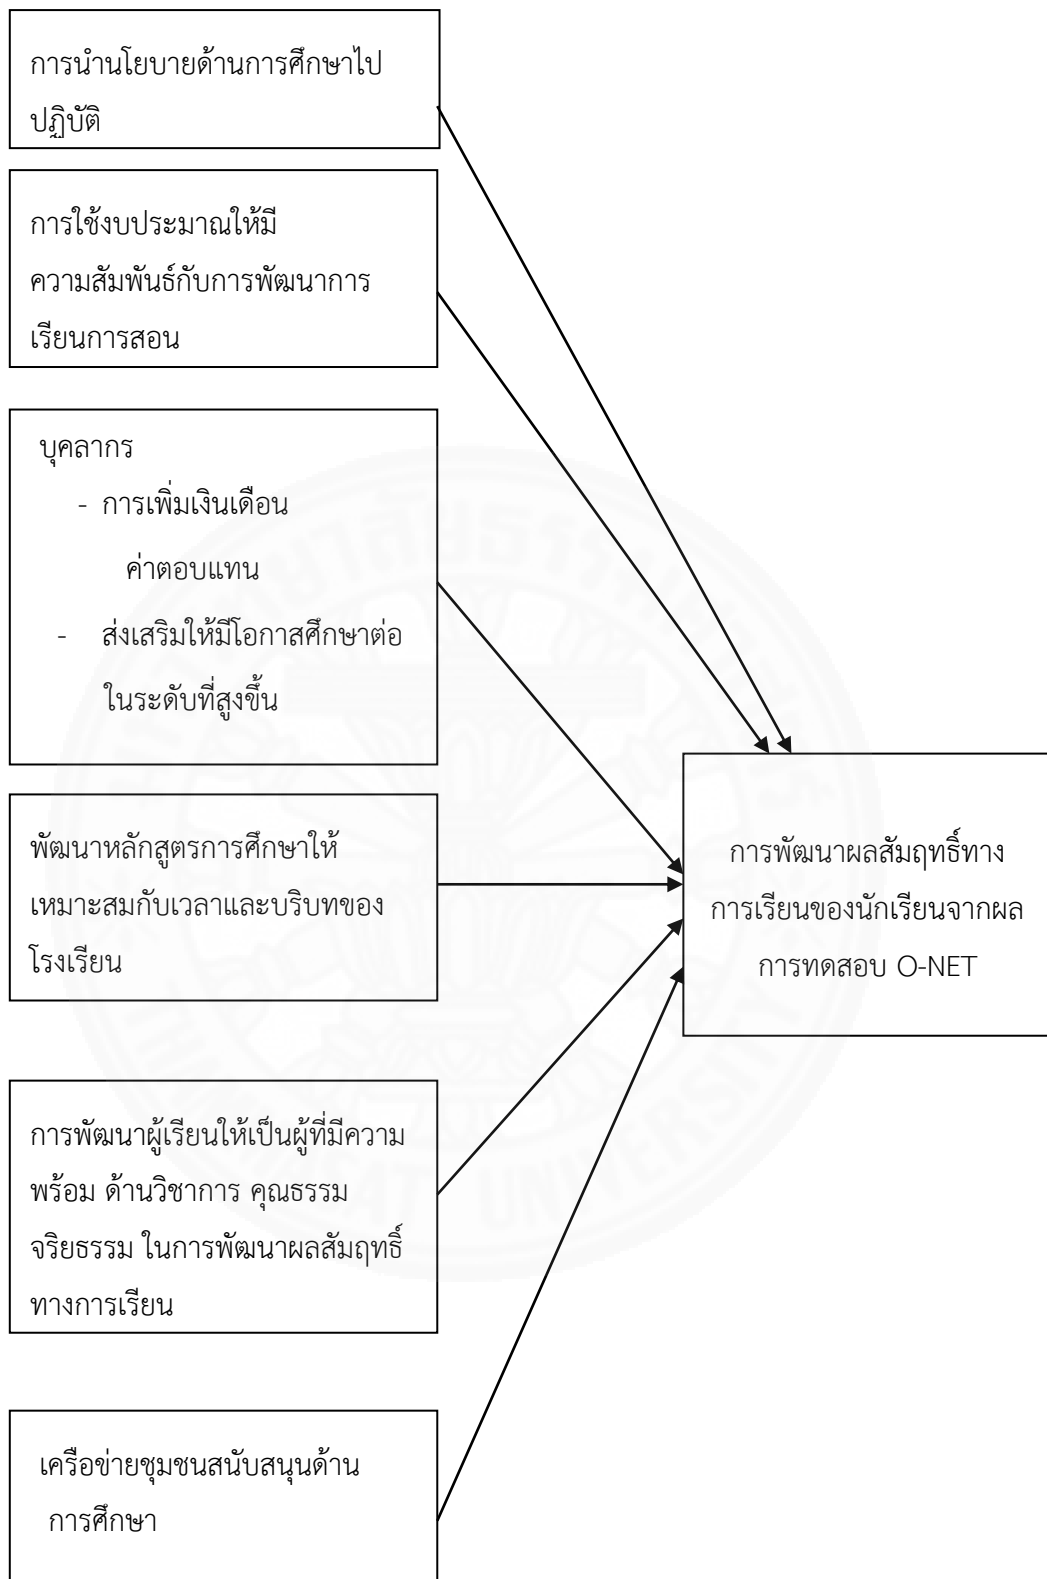 การนำนโยบายด้านการศึกษาไป
ปฏิบัติ
การใช้งบประมาณให้มี
ความสัมพันธ์กับการพัฒนาการ
เรียนการสอน
บุคลากร
- การเพิ่มเงินเดือน
ค่าตอบแทน
- ส่งเสริมให้มีโอกาสศึกษาต่อ
ในระดับที่สูงขึ้น
พัฒนาหลักสูตรการศึกษาให้
เหมาะสมกับเวลาและบริบทของ
โรงเรียน
การพัฒนาผู้เรียนให้เป็นผู้ที่มีความ
พร้อม ด้านวิชาการ คุณธรรม
จริยธรรม ในการพัฒนาผลสัมฤทธิ์
ทางการเรียน
เครือข่ายชุมชนสนับสนุนด้าน
การศึกษา
การพัฒนาผลสัมฤทธิ์ทาง
การเรียนของนักเรียนจากผล
การทดสอบ O-NET